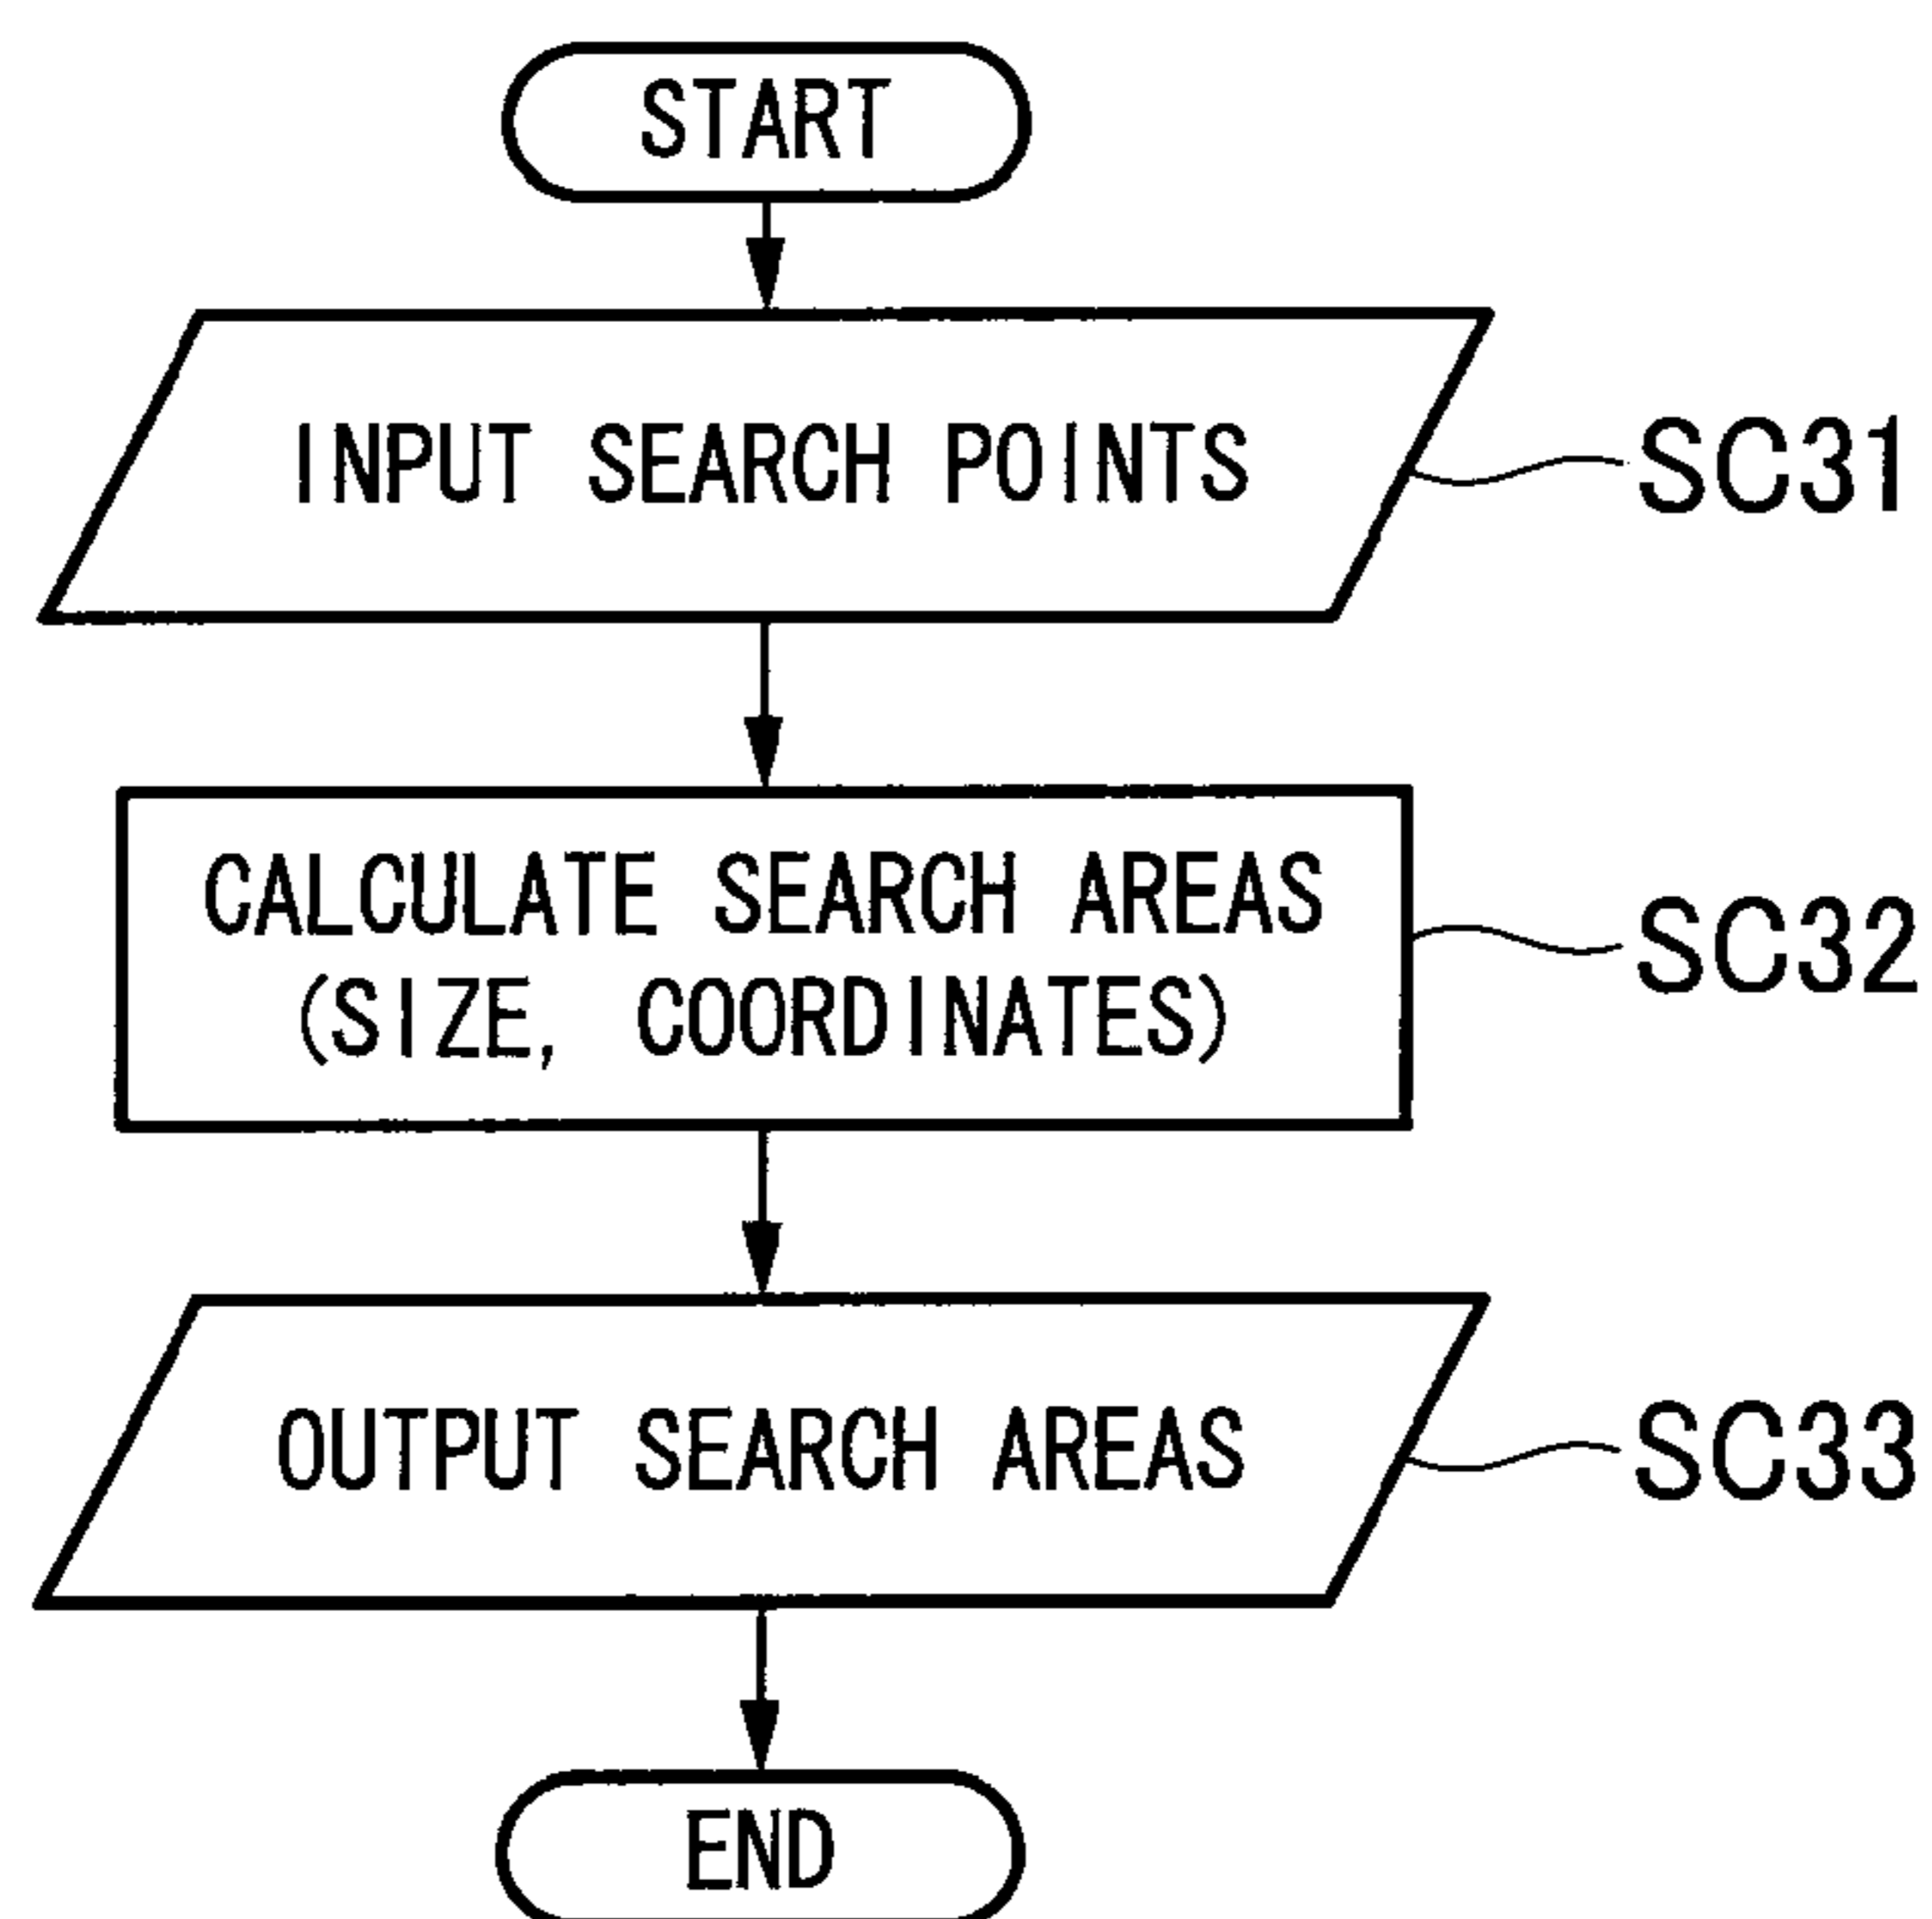 START
INPUT SEARCH POINTS
SC31
CALCULATE SEARCH AREAS
(SIZE, COORDINATES)
SC32
OUTPUT SEARCH AREAS
SC33
END